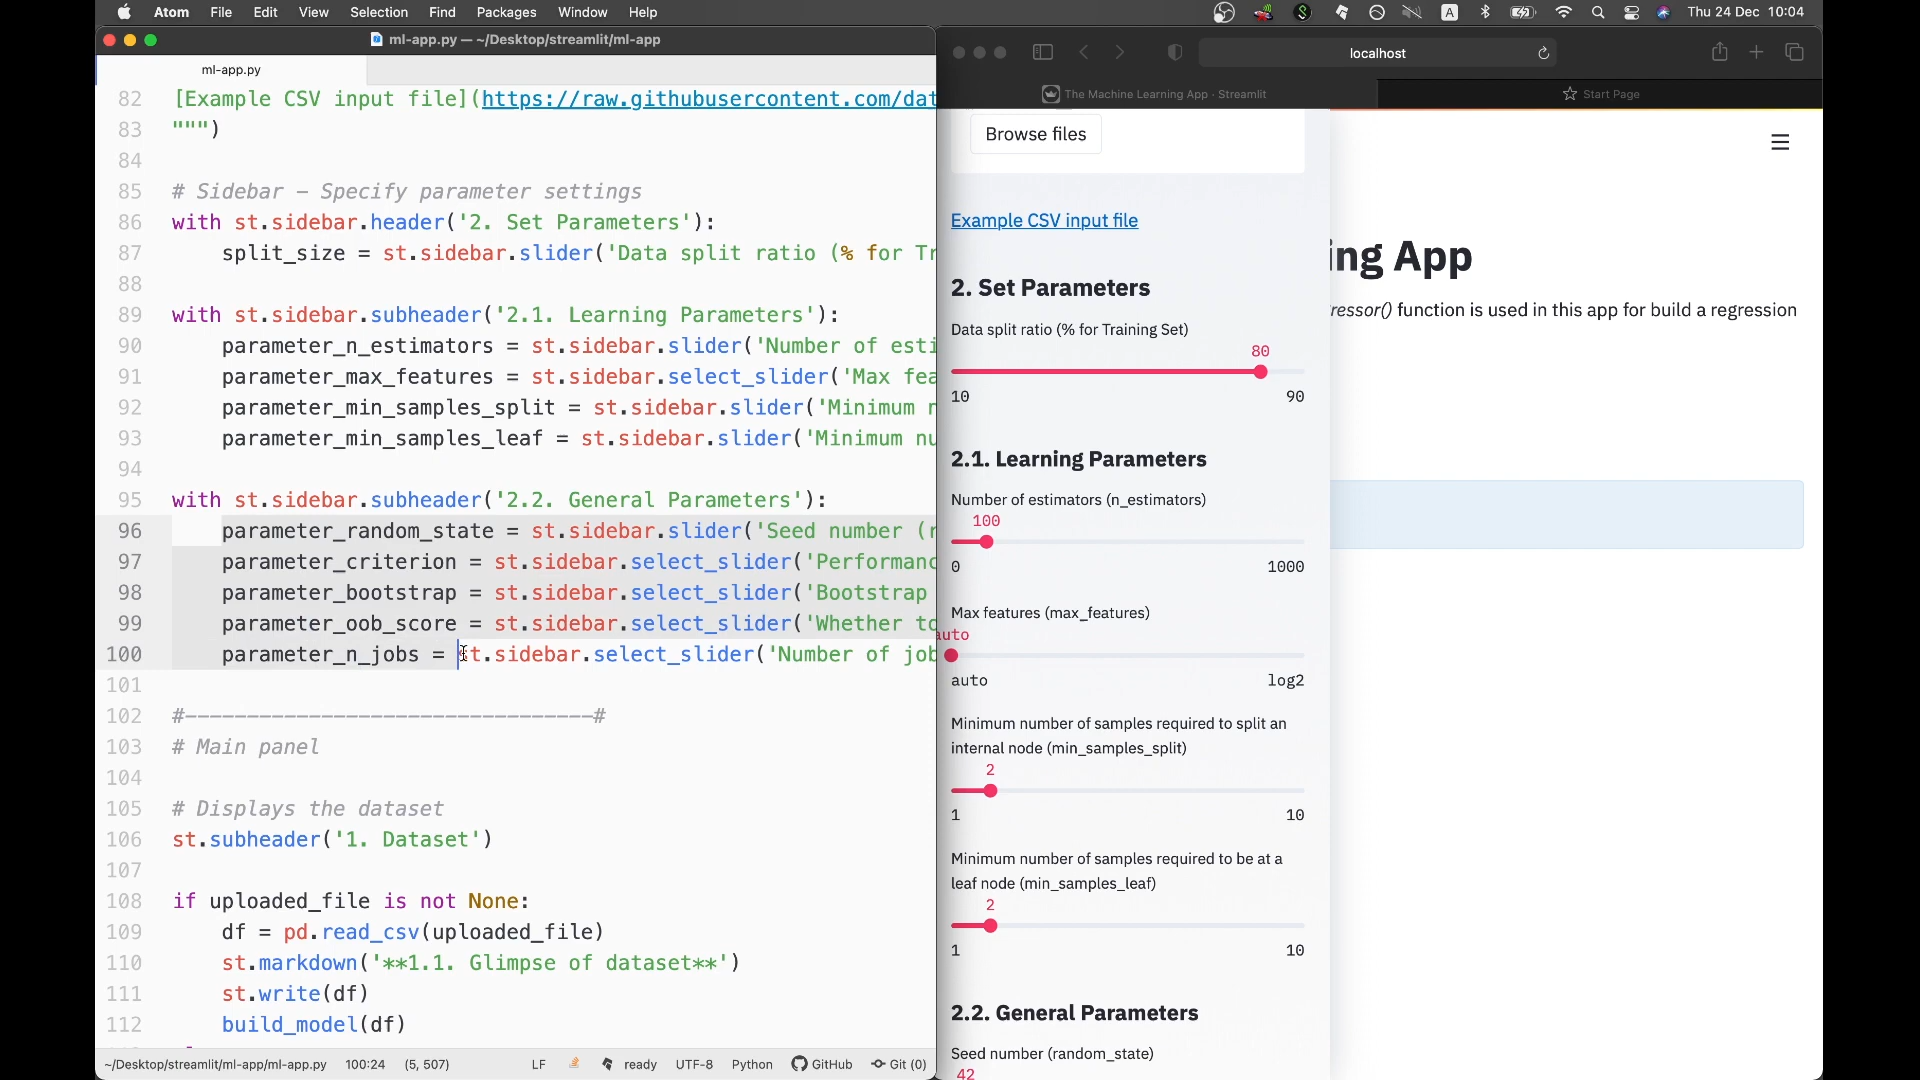 Atom File Edit View Selection Find Packages Window Help
A
Thu 24 Dec 10:04
ml-app.py — ~/Desktop/streamlit/ml-app
ml-app.py
82 [Example CSV input file](https://raw.githubusercontent.com/dat
83 """)
84
85 # Sidebar – Specify parameter settings
86 with st.sidebar.header('2. Set Parameters'):
87 split_size = st.sidebar.slider('Data split ratio (% for Tr
88
89 with st.sidebar.subheader('2.1. Learning Parameters'):
90 parameter_n_estimators = st.sidebar.slider('Number of esti
91 parameter_max_features = st.sidebar.select_slider('Max fea
92 parameter_min_samples_split = st.sidebar.slider('Minimum n
93 parameter_min_samples_leaf = st.sidebar.slider('Minimum nu
94
95 with st.sidebar.subheader('2.2. General Parameters'):
96 parameter_random_state = st.sidebar.slider('Seed number (r
97 parameter_criterion = st.sidebar.select_slider('Performanc
98 parameter_bootstrap = st.sidebar.select_slider('Bootstrap
99 parameter_oob_score = st.sidebar.select_slider('Whether to
100 parameter_n_jobs = st.sidebar.select_slider('Number of job
101
102 #---------------------------------#
103 # Main panel
104
105 # Displays the dataset
106 st.subheader('1. Dataset')
107
108 if uploaded_file is not None:
109 df = pd.read_csv(uploaded_file)
110 st.markdown('**1.1. Glimpse of dataset**')
111 st.write(df)
112 build_model(df)
~/Desktop/streamlit/ml-app/ml-app.py 100:24 (5, 507) LF ready UTF-8 Python GitHub Git (0)
localhost
The Machine Learning App · Streamlit
Start Page
Browse files
Example CSV input file
2. Set Parameters
Data split ratio (% for Training Set)
80
10 90
2.1. Learning Parameters
Number of estimators (n_estimators)
100
0 1000
Max features (max_features)
auto
auto log2
Minimum number of samples required to split an
internal node (min_samples_split)
2
1 10
Minimum number of samples required to be at a
leaf node (min_samples_leaf)
2
1 10
2.2. General Parameters
Seed number (random_state)
42
ing App
ressor() function is used in this app for build a regression